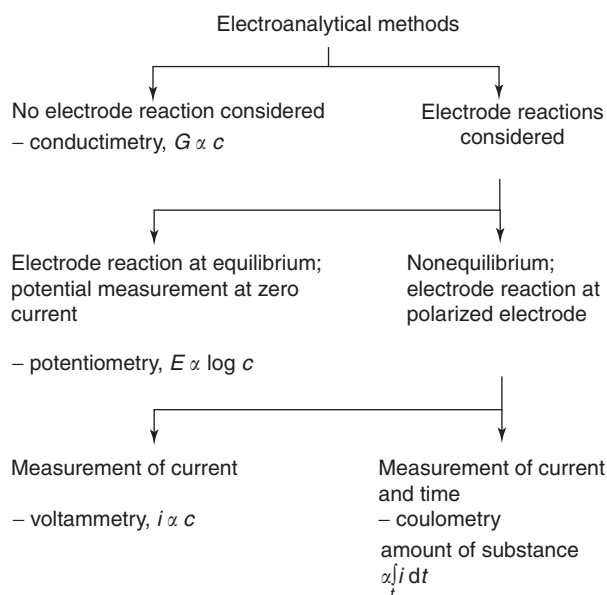 Electroanalytical methods
No electrode reaction considered
– conductimetry, G α c
Electrode reactions
considered
Electrode reaction at equilibrium;
potential measurement at zero
current
– potentiometry, E α log c
Nonequilibrium;
electrode reaction at
polarized electrode
Measurement of current
– voltammetry, i α c
Measurement of current
and time
– coulometry
amount of substance
α∫i dt
t